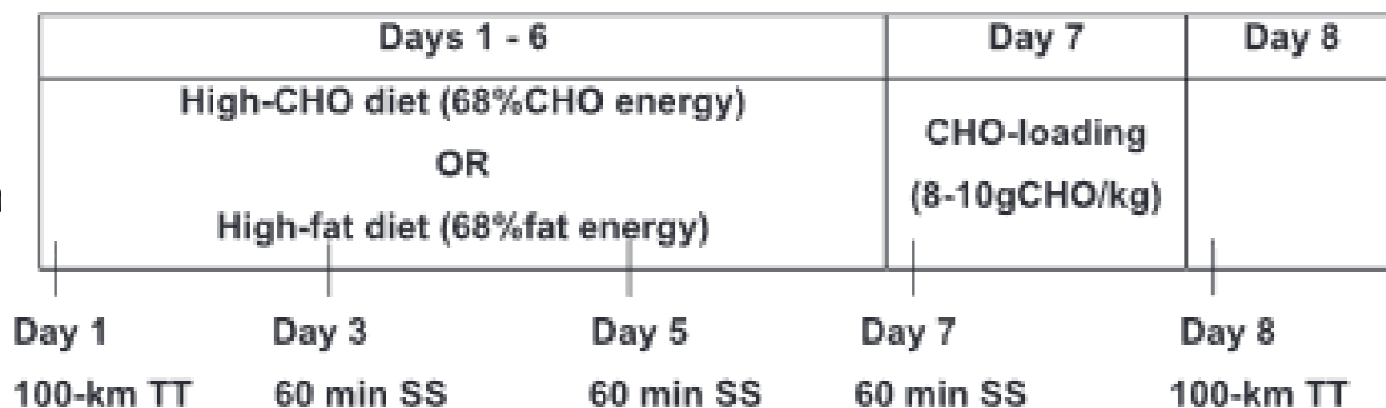 Days 1 - 6 Day 7 Day 8
High-CHO diet (68%CHO energy)
OR
High-fat diet (68%fat energy)
CHO-loading
(8-10gCHO/kg)
Day 1 Day 3 Day 5 Day 7 Day 8
100-km TT 60 min SS 60 min SS 60 min SS 100-km TT